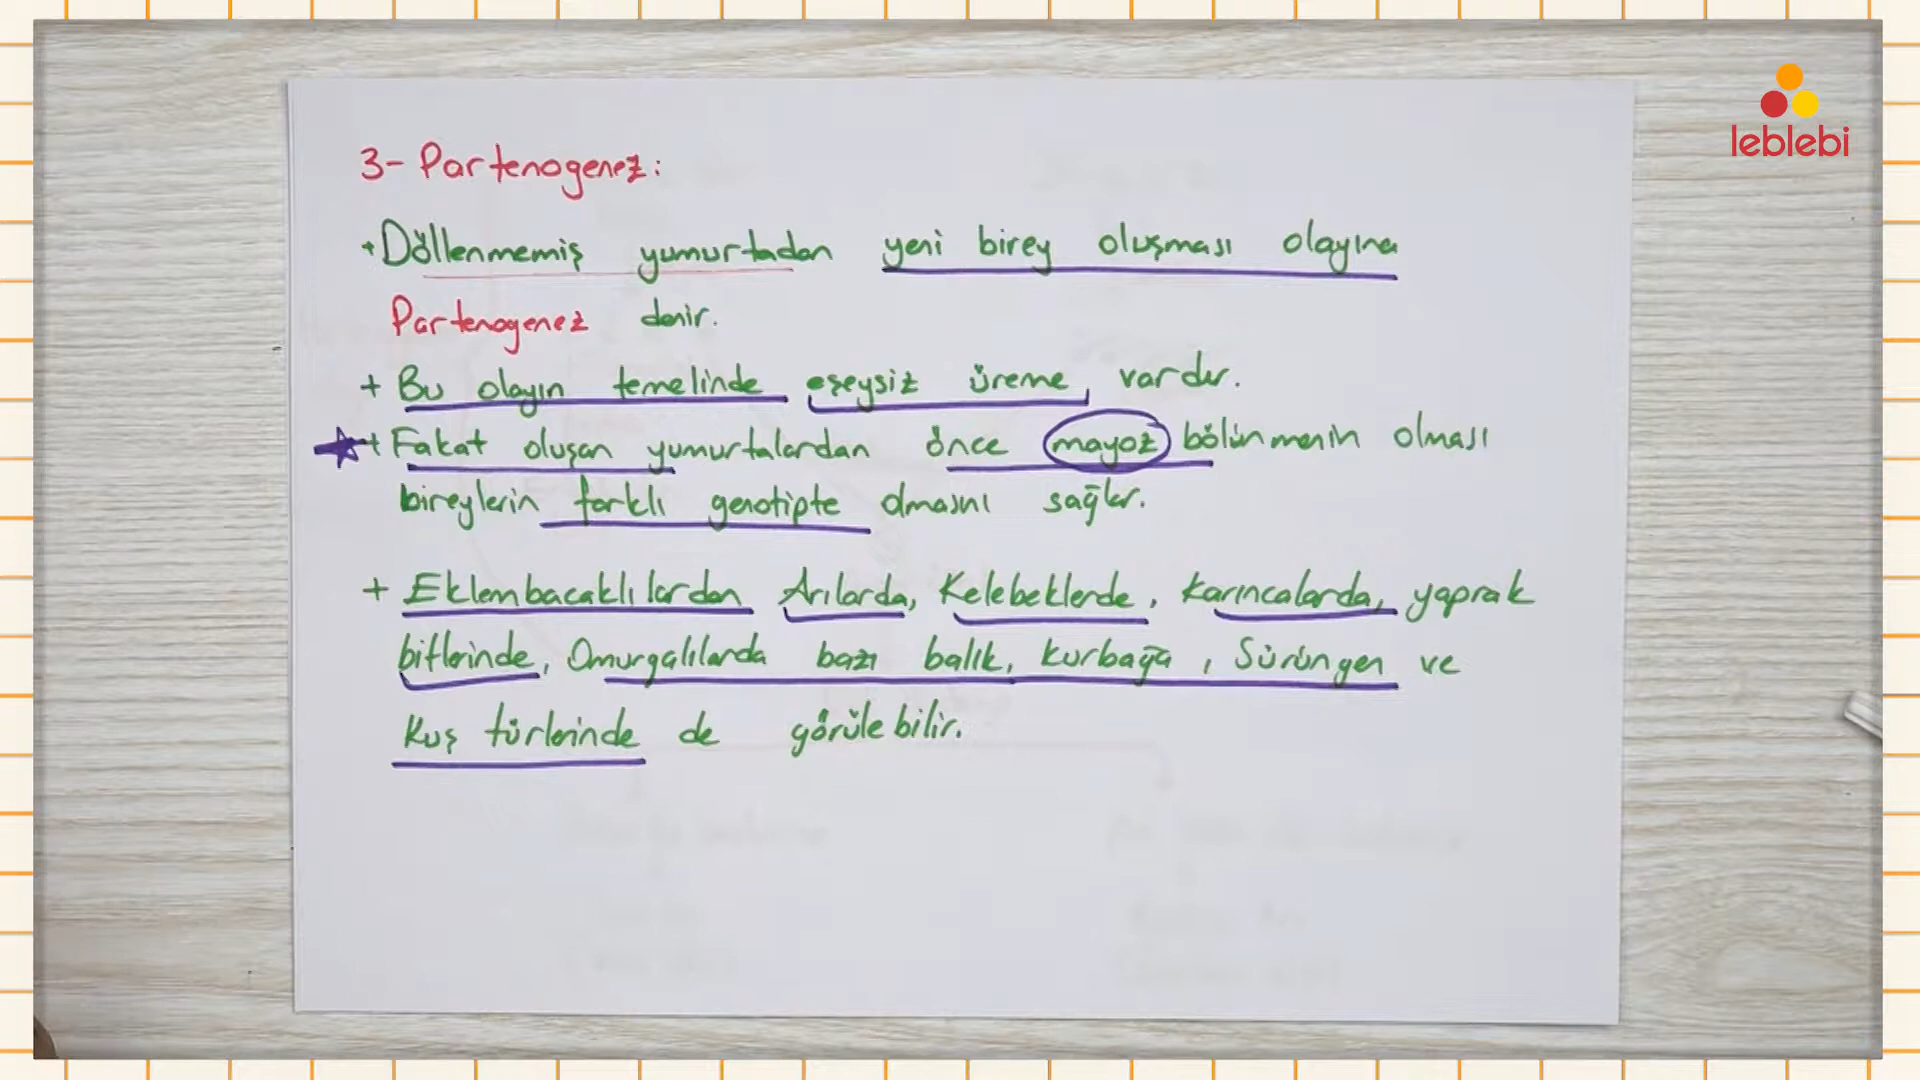 leblebi
3- Partenogenez:
+ Döllenmemiş yumurtadan yeni birey oluşması olayına
Partenogenez denir.
+ Bu olayın temelinde eşeysiz üreme, vardır.
+ Fakat oluşan yumurtalardan önce mayoz bölünmenin olması
bireylerin farklı genotipte olmasını sağlar.
+ Eklembacaklılardan Arılarda, Kelebeklerde, Karıncalarda, yaprak
bitlerinde, Omurgalılarda bazı balık, kurbağa, Sürüngen ve
Kuş türlerinde de görülebilir.